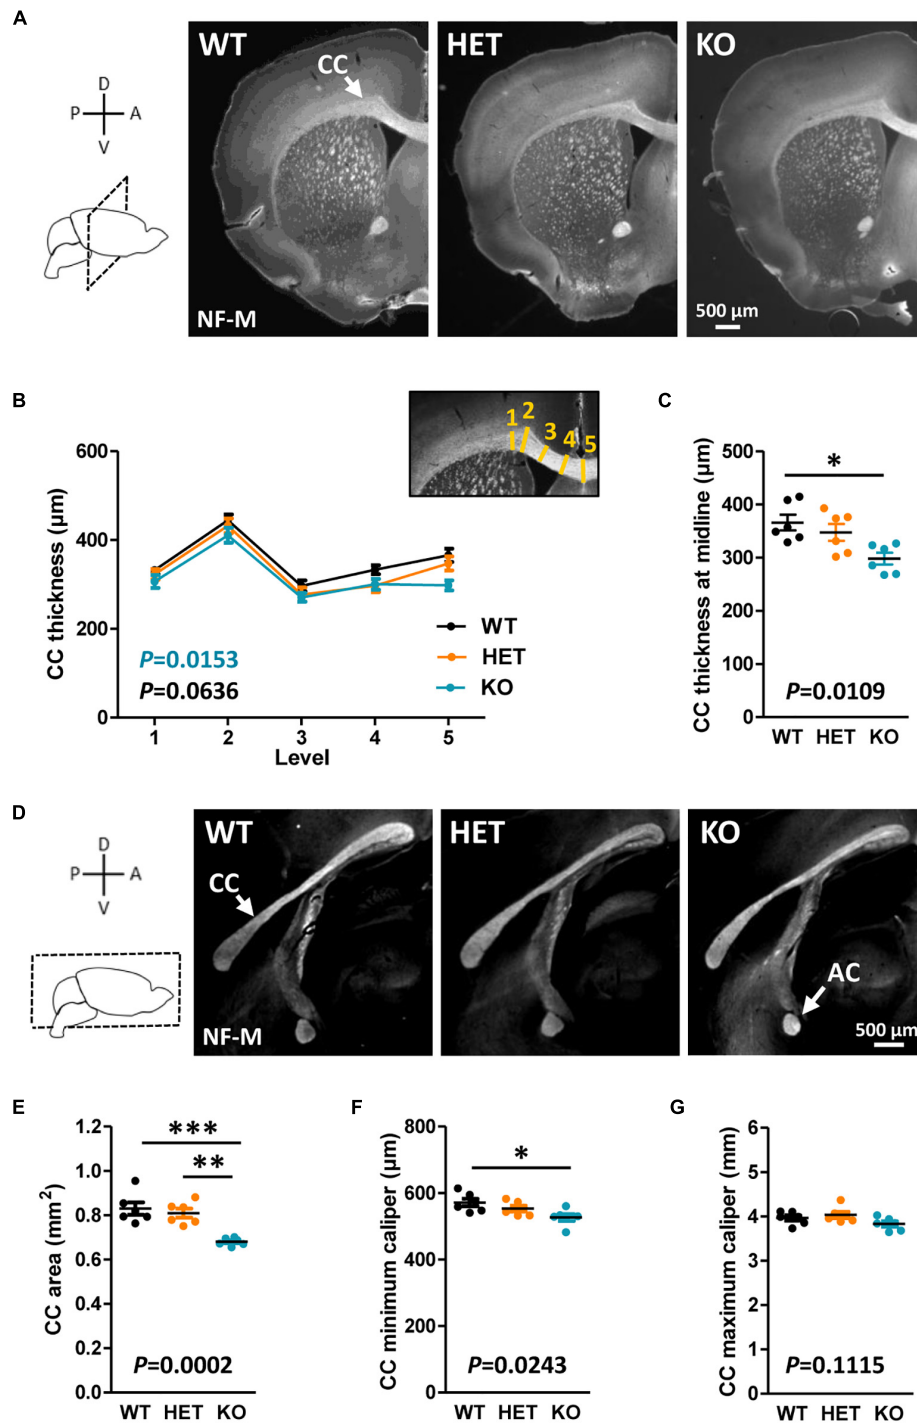 A
WT
HET
KO
CC
D
P
A
V
NF-M
500 µm
B
C
1
2
3
4
5
600
400
200
0
CC thickness (µm)
WT
HET
KO
P=0.0153
P=0.0636
1
2
3
4
5
Level
500
400
300
200
100
0
CC thickness at midline (µm)
*
P=0.0109
WT
HET
KO
D
WT
HET
KO
D
P
A
V
CC
AC
NF-M
500 µm
E
1.2
1.0
0.8
0.6
0.4
0.2
0.0
CC area (mm²)
***
**
P=0.0002
WT
HET
KO
F
800
600
400
200
0
CC minimum caliper (µm)
*
P=0.0243
WT
HET
KO
G
6
5
4
3
2
1
0
CC maximum caliper (mm)
P=0.1115
WT
HET
KO